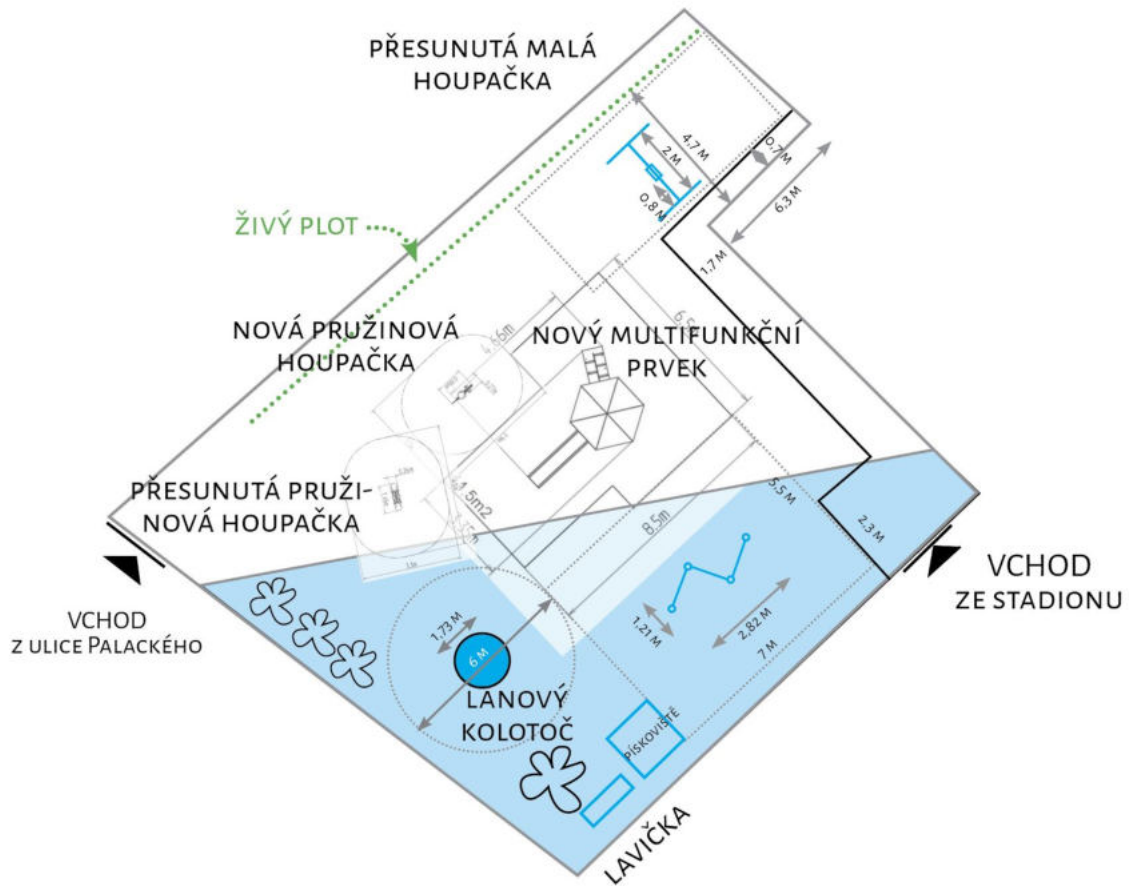 PŘESUNUTÁ MALÁ
HOUPAČKA
4,7 M
2 M
0,8 M
0,7 M
6,3 M
ŽIVÝ PLOT
1,7 M
NOVÁ PRUŽINOVÁ
HOUPAČKA
NOVÝ MULTIFUNKČNÍ
PRVEK
PŘESUNUTÁ PRUŽI-
NOVÁ HOUPAČKA
8,5m
5,5 M
2,3 M
VCHOD
ZE STADIONU
VCHOD
Z ULICE PALACKÉHO
1,73 M
6 M
LANOVÝ
KOLOTOČ
1,21 M
2,82 M
7 M
PÍSKOVIŠTĚ
LAVIČKA